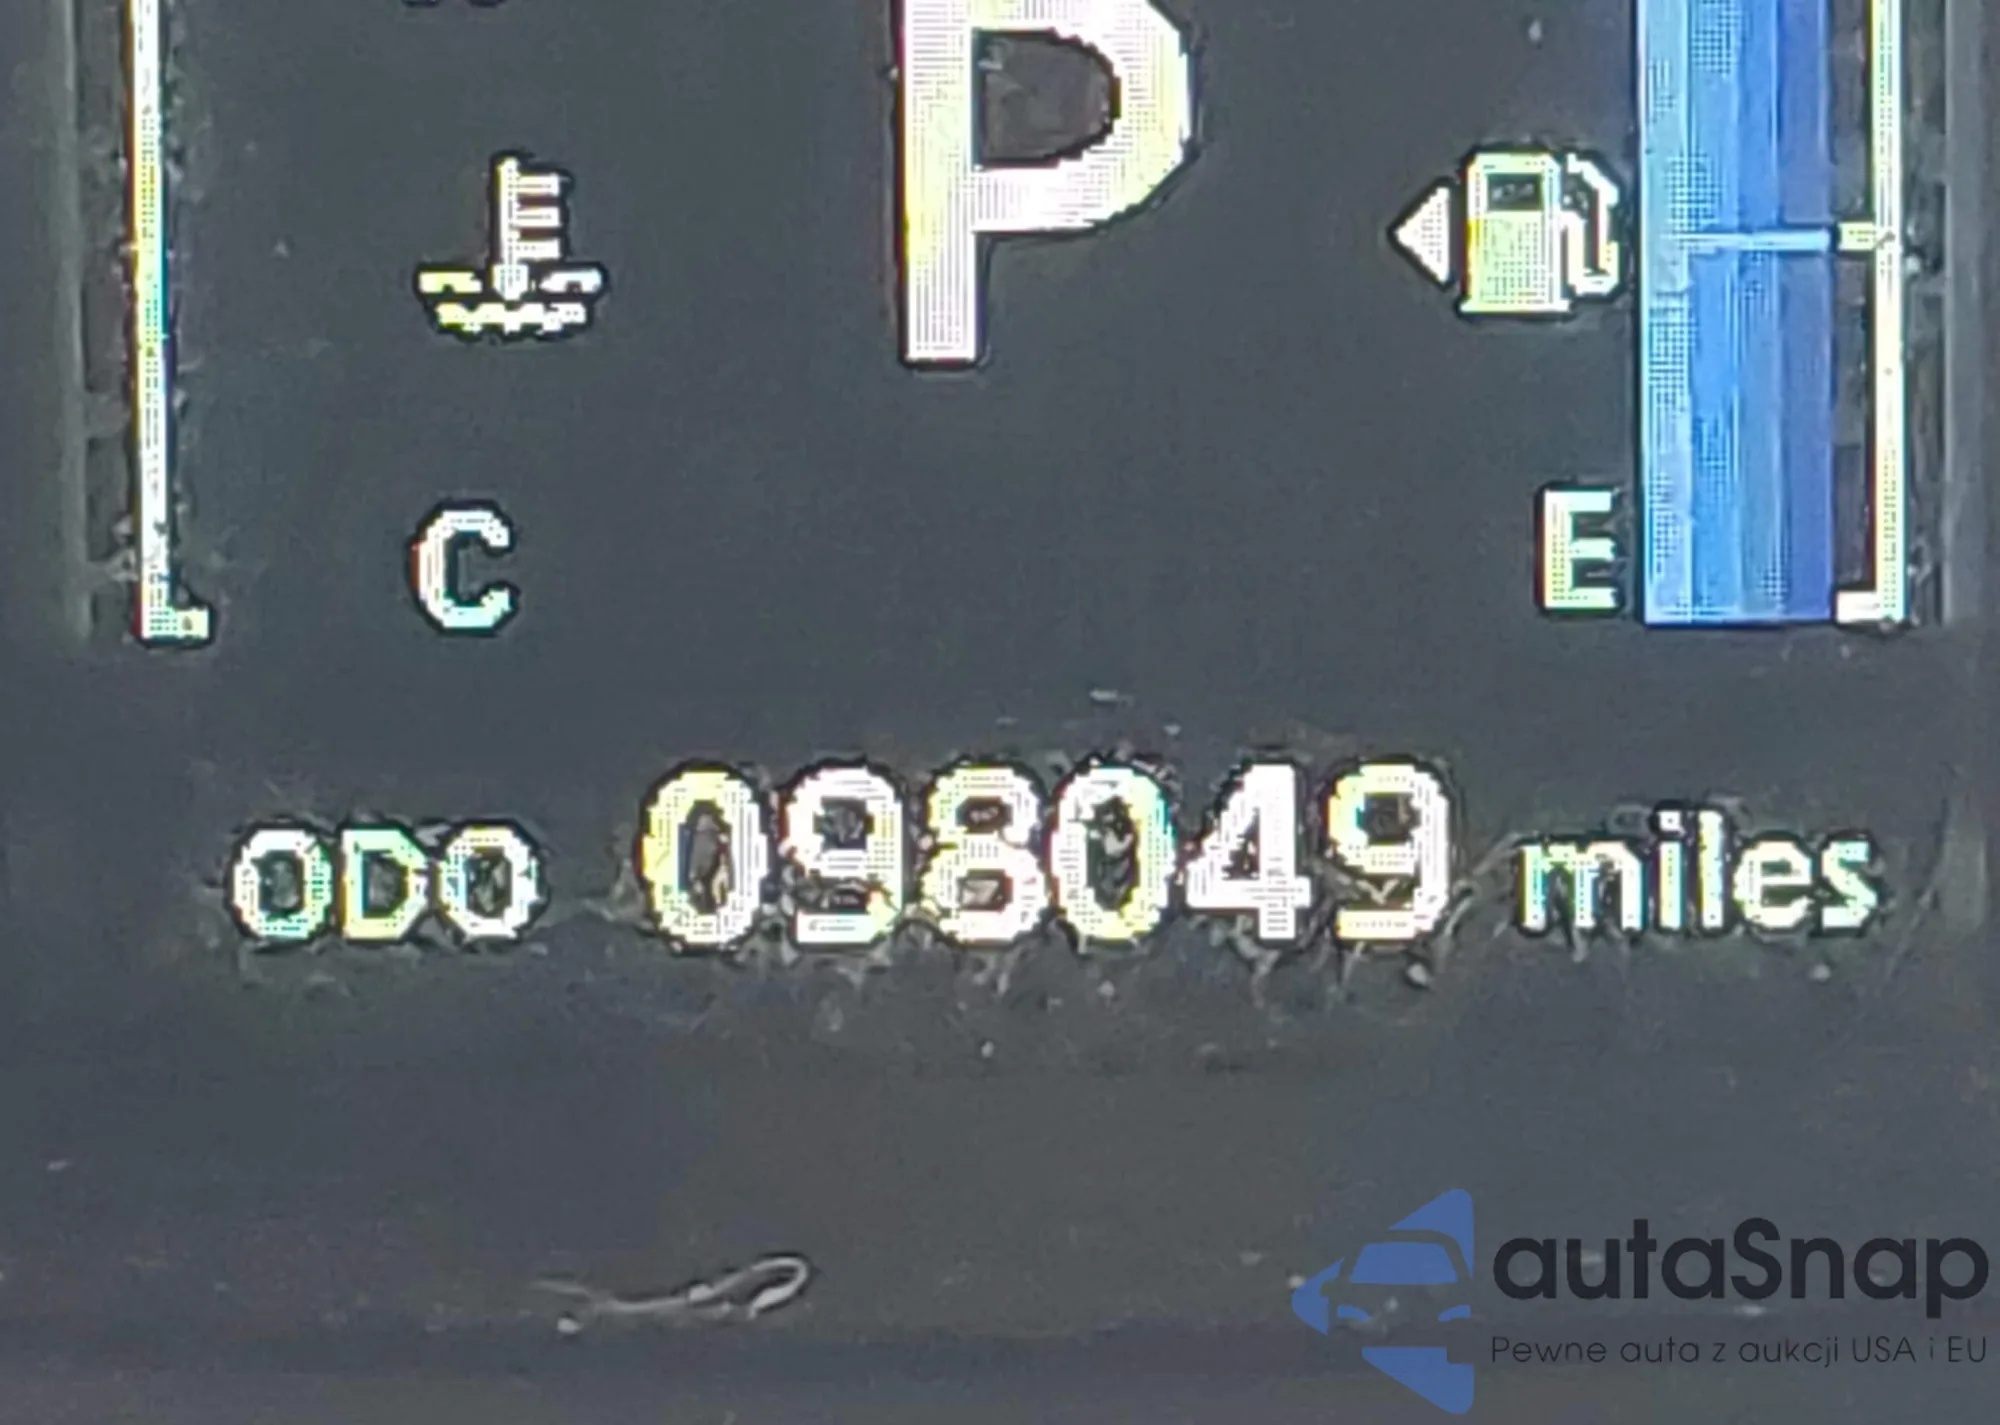 P
C
E
ODO 098049 miles
autaSnap
Pewne auta z aukcji USA i EU